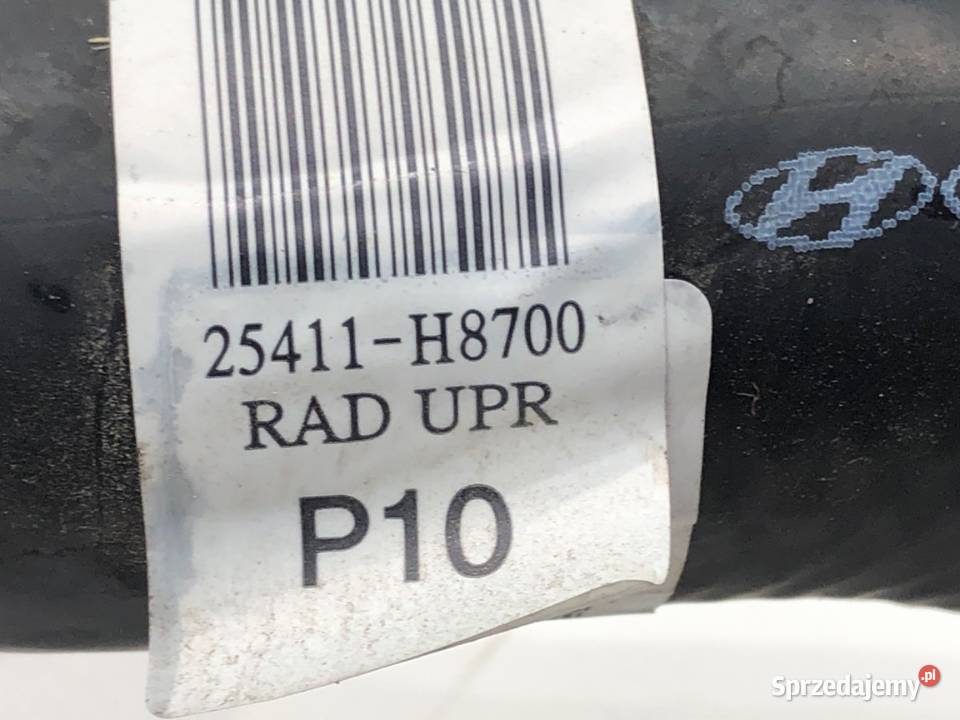 25411-H8700
RAD UPR
P10
Sprzedajemy.pl